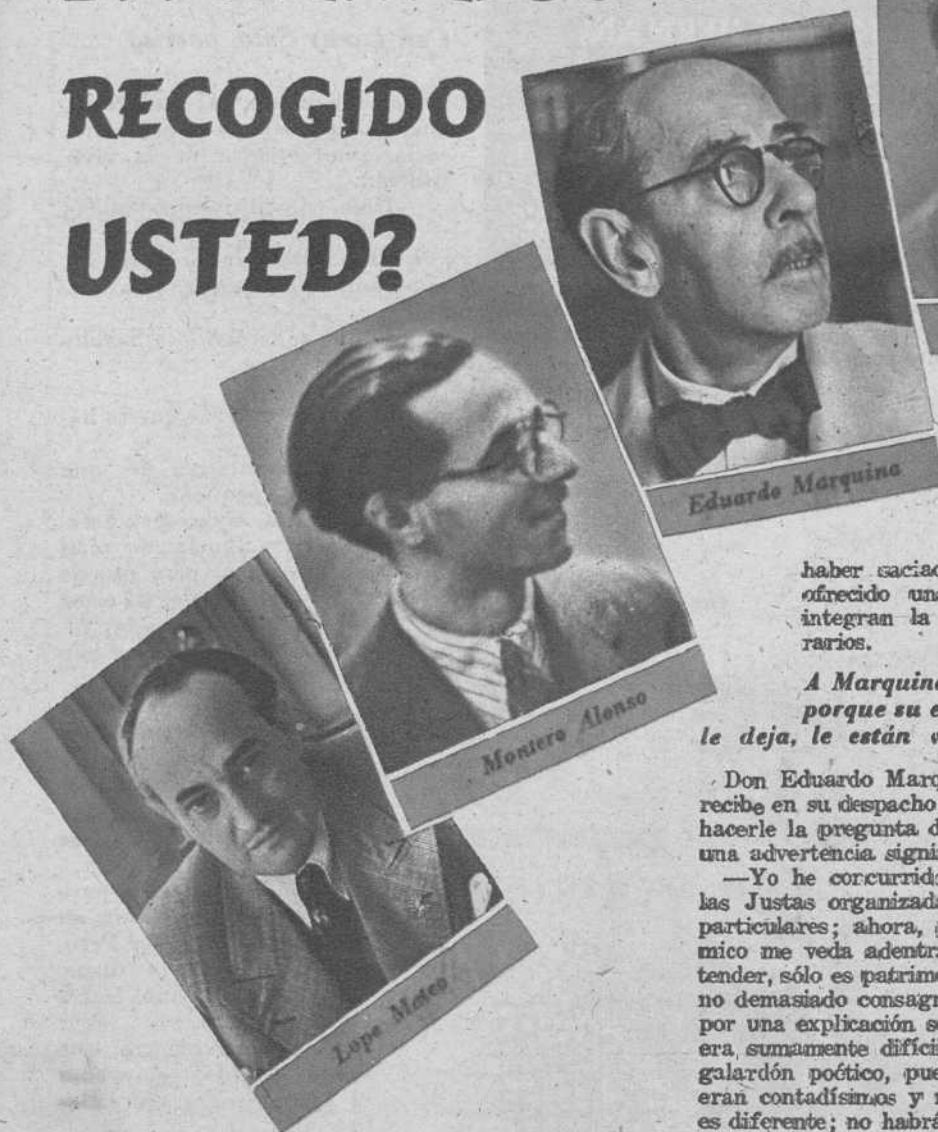 RECOGIDO
USTED?
Eduardo Marquina
Montero Alonso
Lope Mateo
haber saciad
ofrecido una
integran la
rarios.
A Marquina
porque su e
le deja, le están v
Don Eduardo Marq
recibe en su despacho
hacerle la pregunta d
una advertencia signi
—Yo he concurrid
las Justas organizada
particulares; ahora,
mico me veda adentra
tender, sólo es patrim
no demasiado consagr
por una explicación s
era sumamente difíci
galardón poético, pue
eran contadísimos y
es diferente; no habrá